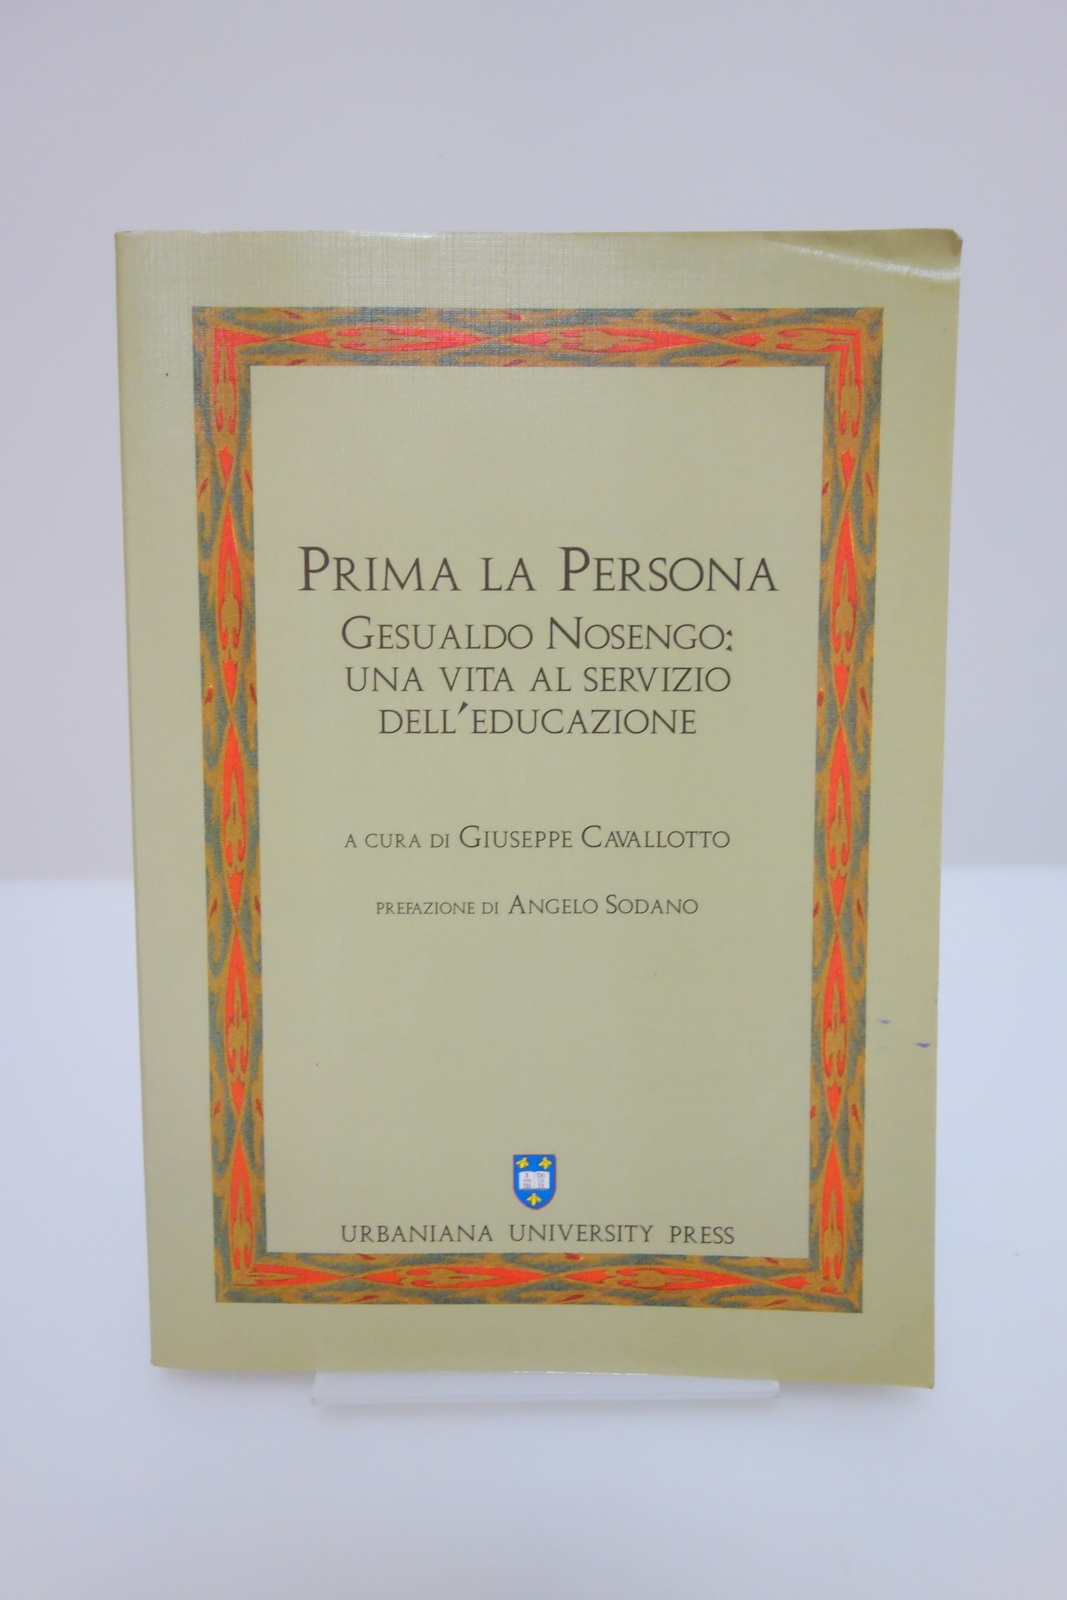 PRIMA LA PERSONA
GESUALDO NOSENGO:
UNA VITA AL SERVIZIO
DELL'EDUCAZIONE
A CURA DI GIUSEPPE CAVALLOTTO
PREFAZIONE DI ANGELO SODANO
URBANIANA UNIVERSITY PRESS